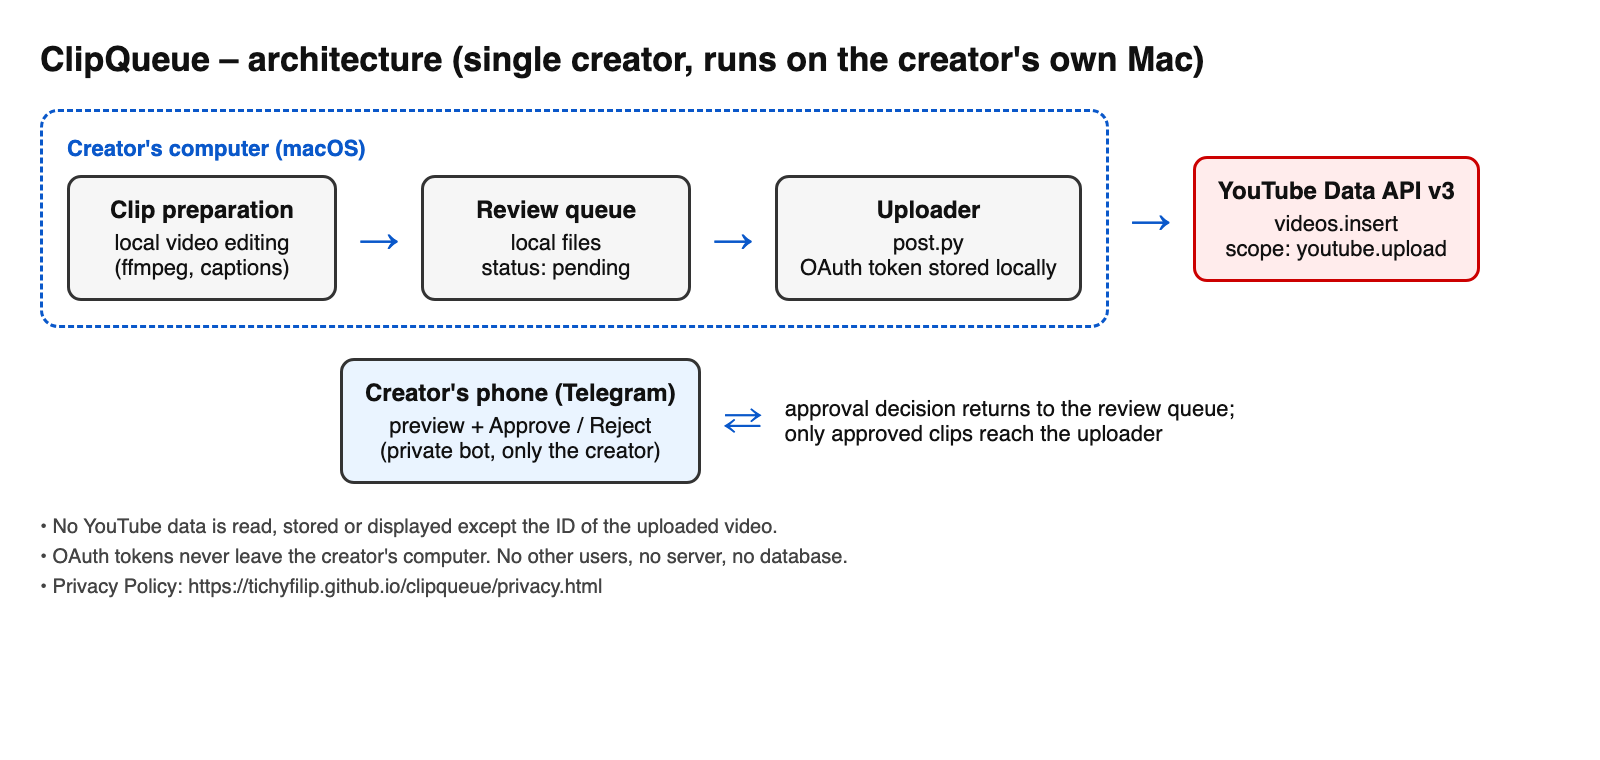 ClipQueue – architecture (single creator, runs on the creator's own Mac)
Creator's computer (macOS)
Clip preparation
local video editing
(ffmpeg, captions)
→
Review queue
local files
status: pending
→
Uploader
post.py
OAuth token stored locally
→
YouTube Data API v3
videos.insert
scope: youtube.upload
Creator's phone (Telegram)
preview + Approve / Reject
(private bot, only the creator)
⇄
approval decision returns to the review queue;
only approved clips reach the uploader
• No YouTube data is read, stored or displayed except the ID of the uploaded video.
• OAuth tokens never leave the creator's computer. No other users, no server, no database.
• Privacy Policy: https://tichyfilip.github.io/clipqueue/privacy.html